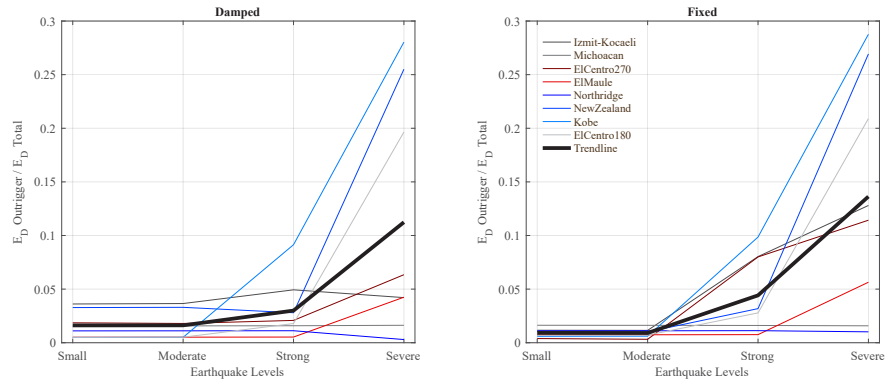 Damped
0.3
0.25
0.2
0.15
0.1
0.05
0
E_D Outrigger / E_D Total
Small
Moderate
Strong
Severe
Earthquake Levels
Fixed
0.3
0.25
0.2
0.15
0.1
0.05
0
E_D Outrigger / E_D Total
Izmit-Kocaeli
Michoacan
ElCentro270
ElMaule
Northridge
NewZealand
Kobe
ElCentro180
Trendline
Small
Moderate
Strong
Severe
Earthquake Levels